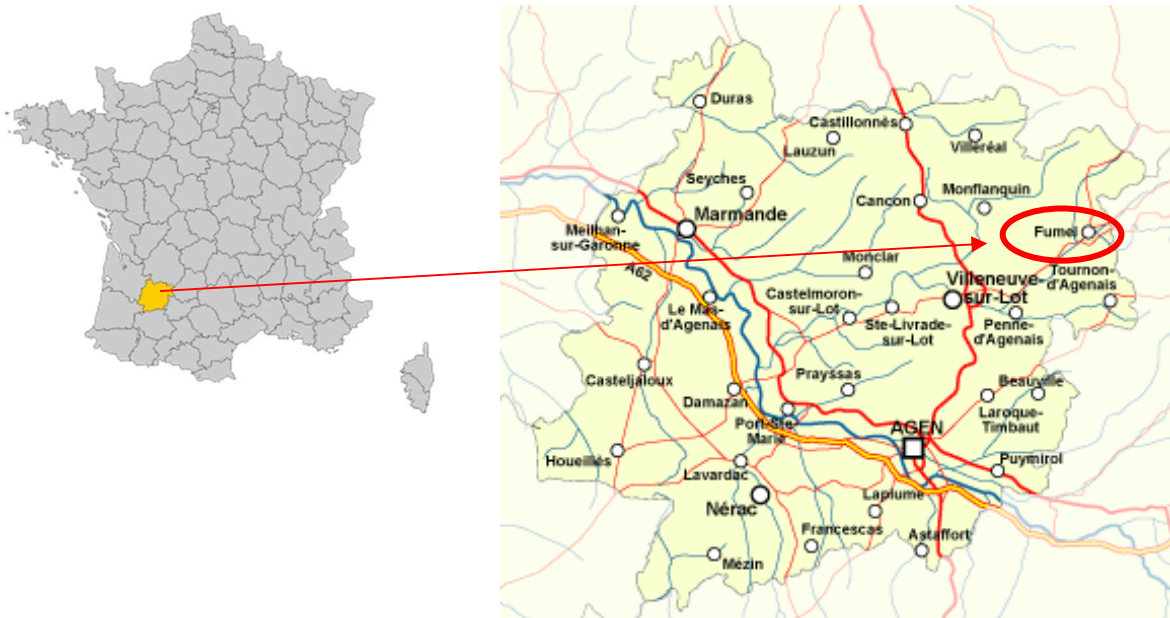 Duras
Castillonnés
Lauzun
Villeréal
Seyches
Monflanquin
Cancon
Marmande
Fumel
Meilhan-
sur-Garonne
Monclar
A62
Villeneuve-
sur-Lot
Tournon-
d'Agenais
Castelmoron-
sur-Lot
Le Mas-
d'Agenais
Ste-Livrade-
sur-Lot
Penne-
d'Agenais
Casteljaloux
Prayssas
Beauville
Damazan
Laroque-
Timbaut
Port-Ste-
Marie
AGEN
Houeillés
Puymirol
Lavardac
Laplume
Nérac
Francescas
Astaffort
Mézin